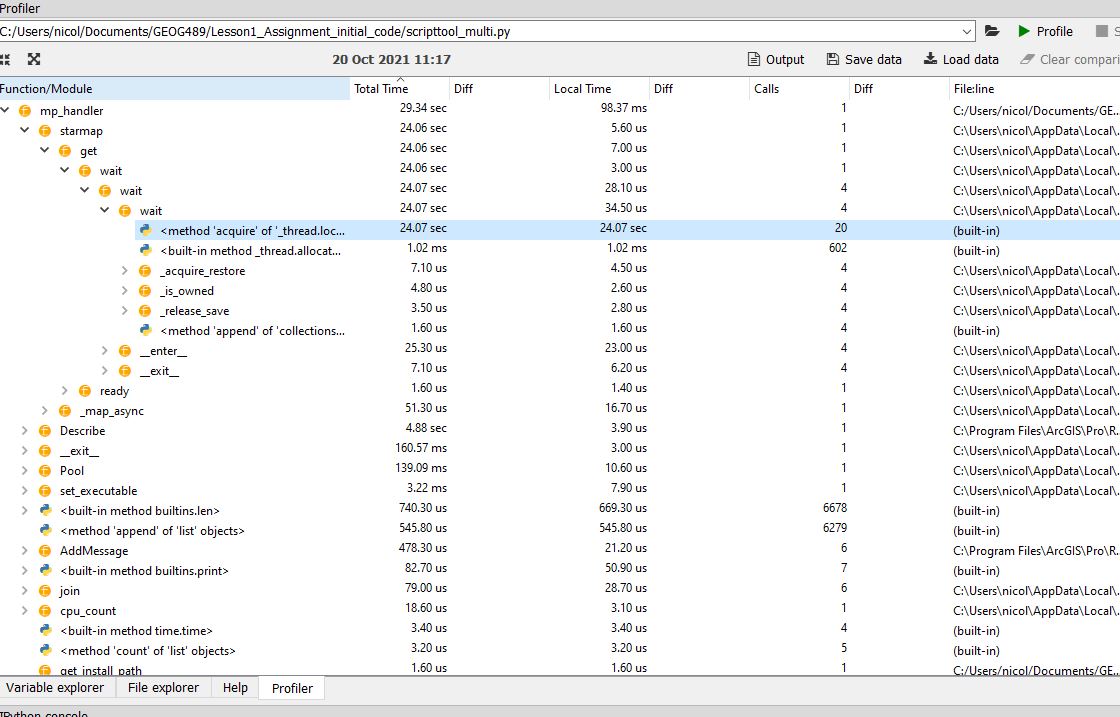 Profiler
C:/Users/nicol/Documents/GEOG489/Lesson1_Assignment_initial_code/scripttool_multi.py Profile
20 Oct 2021 11:17 Output Save data Load data Clear compari
Function/Module Total Time Diff Local Time Diff Calls Diff File:line
mp_handler 29.34 sec 98.37 ms 1 C:/Users/nicol/Documents/GE...
starmap 24.06 sec 5.60 us 1 C:\Users\nicol\AppData\Local\...
get 24.06 sec 7.00 us 1 C:\Users\nicol\AppData\Local\...
wait 24.06 sec 3.00 us 1 C:\Users\nicol\AppData\Local\...
wait 24.07 sec 28.10 us 4 C:\Users\nicol\AppData\Local\...
wait 24.07 sec 34.50 us 4 C:\Users\nicol\AppData\Local\...
<method 'acquire' of '_thread.loc... 24.07 sec 24.07 sec 20 (built-in)
<built-in method _thread.allocat... 1.02 ms 1.02 ms 602 (built-in)
_acquire_restore 7.10 us 4.50 us 4 C:\Users\nicol\AppData\Local\...
_is_owned 4.80 us 2.60 us 4 C:\Users\nicol\AppData\Local\...
_release_save 3.50 us 2.80 us 4 C:\Users\nicol\AppData\Local\...
<method 'append' of 'collections... 1.60 us 1.60 us 4 (built-in)
__enter__ 25.30 us 23.00 us 4 C:\Users\nicol\AppData\Local\...
__exit__ 7.10 us 6.20 us 4 C:\Users\nicol\AppData\Local\...
ready 1.60 us 1.40 us 1 C:\Users\nicol\AppData\Local\...
_map_async 51.30 us 16.70 us 1 C:\Users\nicol\AppData\Local\...
Describe 4.88 sec 3.90 us 1 C:\Program Files\ArcGIS\Pro\R...
__exit__ 160.57 ms 3.00 us 1 C:\Users\nicol\AppData\Local\...
Pool 139.09 ms 10.60 us 1 C:\Users\nicol\AppData\Local\...
set_executable 3.22 ms 7.90 us 1 C:\Users\nicol\AppData\Local\...
<built-in method builtins.len> 740.30 us 669.30 us 6678 (built-in)
<method 'append' of 'list' objects> 545.80 us 545.80 us 6279 (built-in)
AddMessage 478.30 us 21.20 us 6 C:\Program Files\ArcGIS\Pro\R...
<built-in method builtins.print> 82.70 us 50.90 us 7 (built-in)
join 79.00 us 28.70 us 6 C:\Users\nicol\AppData\Local\...
cpu_count 18.60 us 3.10 us 1 C:\Users\nicol\AppData\Local\...
<built-in method time.time> 3.40 us 3.40 us 4 (built-in)
<method 'count' of 'list' objects> 3.20 us 3.20 us 5 (built-in)
get_install_path 1.60 us 1.60 us 1 C:/Users/nicol/Documents/GE...
Variable explorer File explorer Help Profiler
IPython console